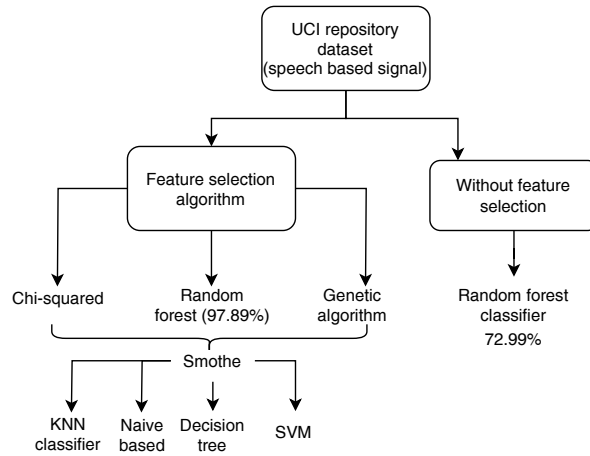 UCI repository
dataset
(speech based signal)
Feature selection
algorithm
Without feature
selection
Chi-squared
Random
forest (97.89%)
Genetic
algorithm
Random forest
classifier
72.99%
Smothe
KNN
classifier
Naive
based
Decision
tree
SVM